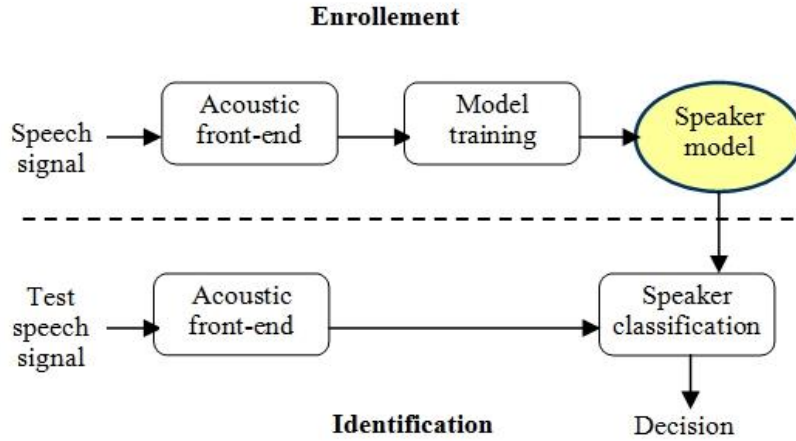 Enrollement
Speech
signal
Acoustic
front-end
Model
training
Speaker
model
Test
speech
signal
Acoustic
front-end
Speaker
classification
Identification
Decision